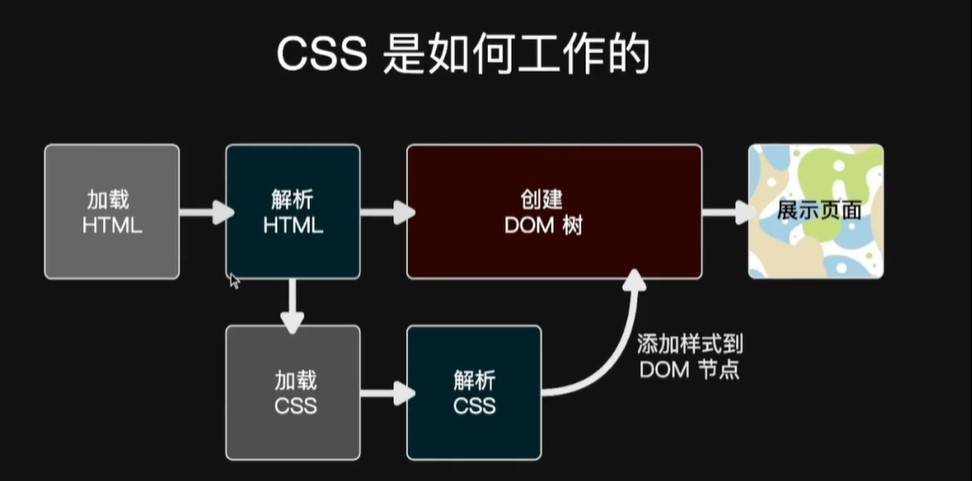 CSS 是如何工作的
加载
HTML
解析
HTML
创建
DOM 树
展示页面
加载
CSS
解析
CSS
添加样式到
DOM 节点